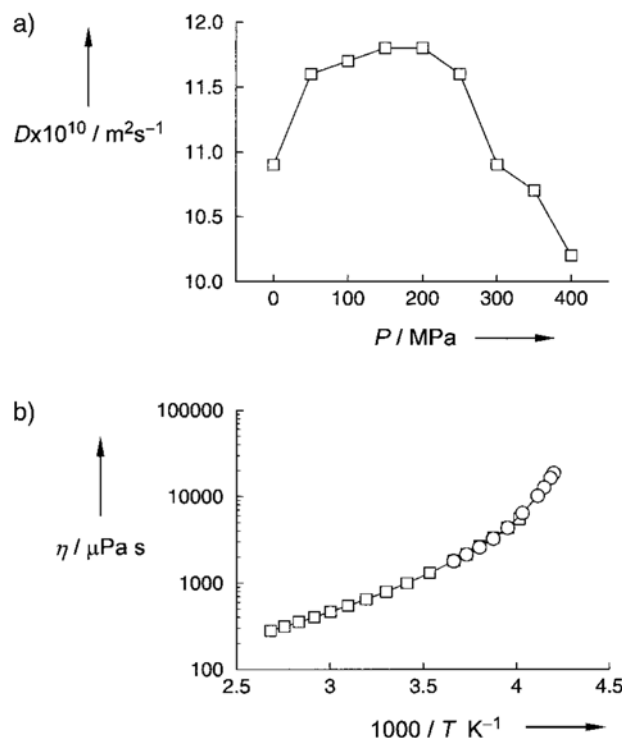 a)
12.0
11.5
11.0
10.5
10.0
Dx10¹⁰ / m²s⁻¹
0 100 200 300 400
P / MPa
b)
100000
10000
1000
100
η / µPa s
2.5 3 3.5 4 4.5
1000 / T K⁻¹